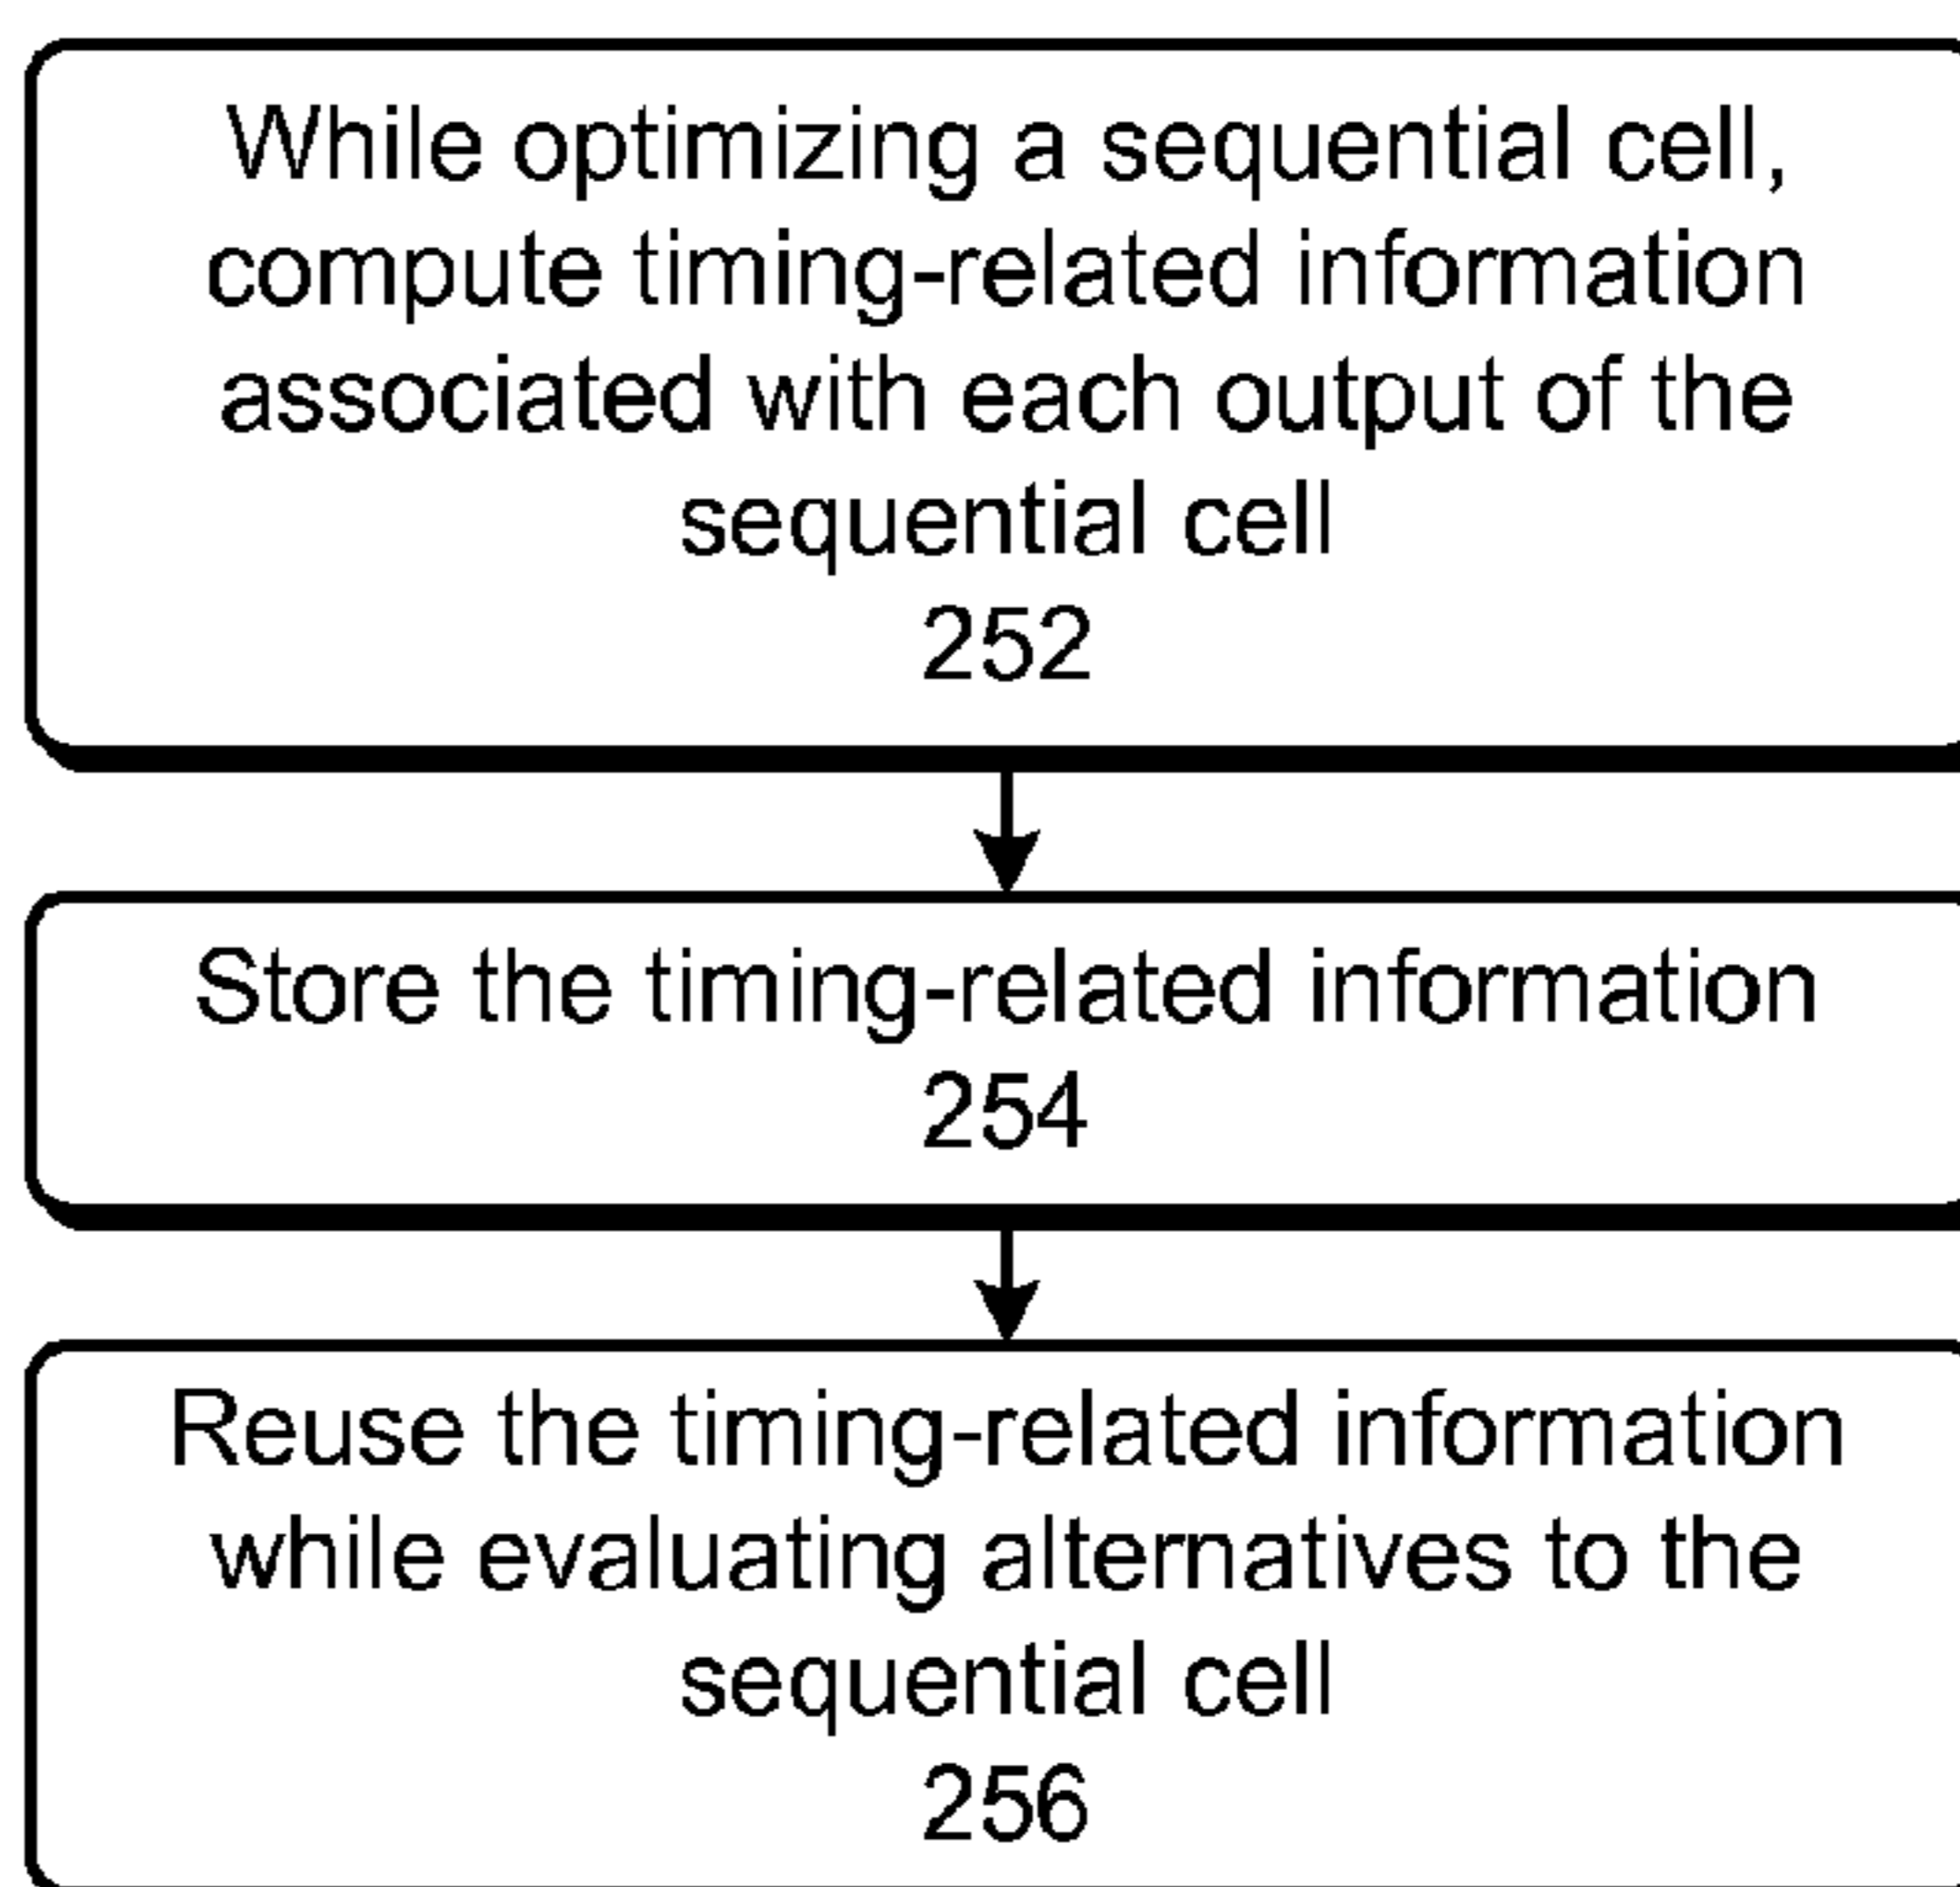 While optimizing a sequential cell,
compute timing-related information
associated with each output of the
sequential cell
252
Store the timing-related information
254
Reuse the timing-related information
while evaluating alternatives to the
sequential cell
256